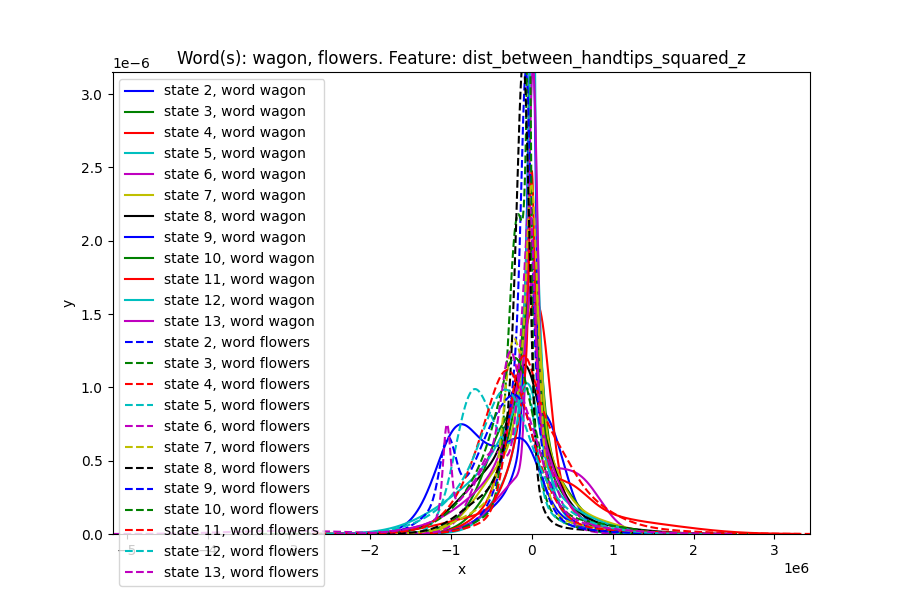 Word(s): wagon, flowers. Feature: dist_between_handtips_squared_z
1e−6
3.0
2.5
2.0
1.5
1.0
0.5
0.0
y
state 2, word wagon
state 3, word wagon
state 4, word wagon
state 5, word wagon
state 6, word wagon
state 7, word wagon
state 8, word wagon
state 9, word wagon
state 10, word wagon
state 11, word wagon
state 12, word wagon
state 13, word wagon
state 2, word flowers
state 3, word flowers
state 4, word flowers
state 5, word flowers
state 6, word flowers
state 7, word flowers
state 8, word flowers
state 9, word flowers
state 10, word flowers
state 11, word flowers
state 12, word flowers
state 13, word flowers
−2 −1 0 1 2 3
x
1e6